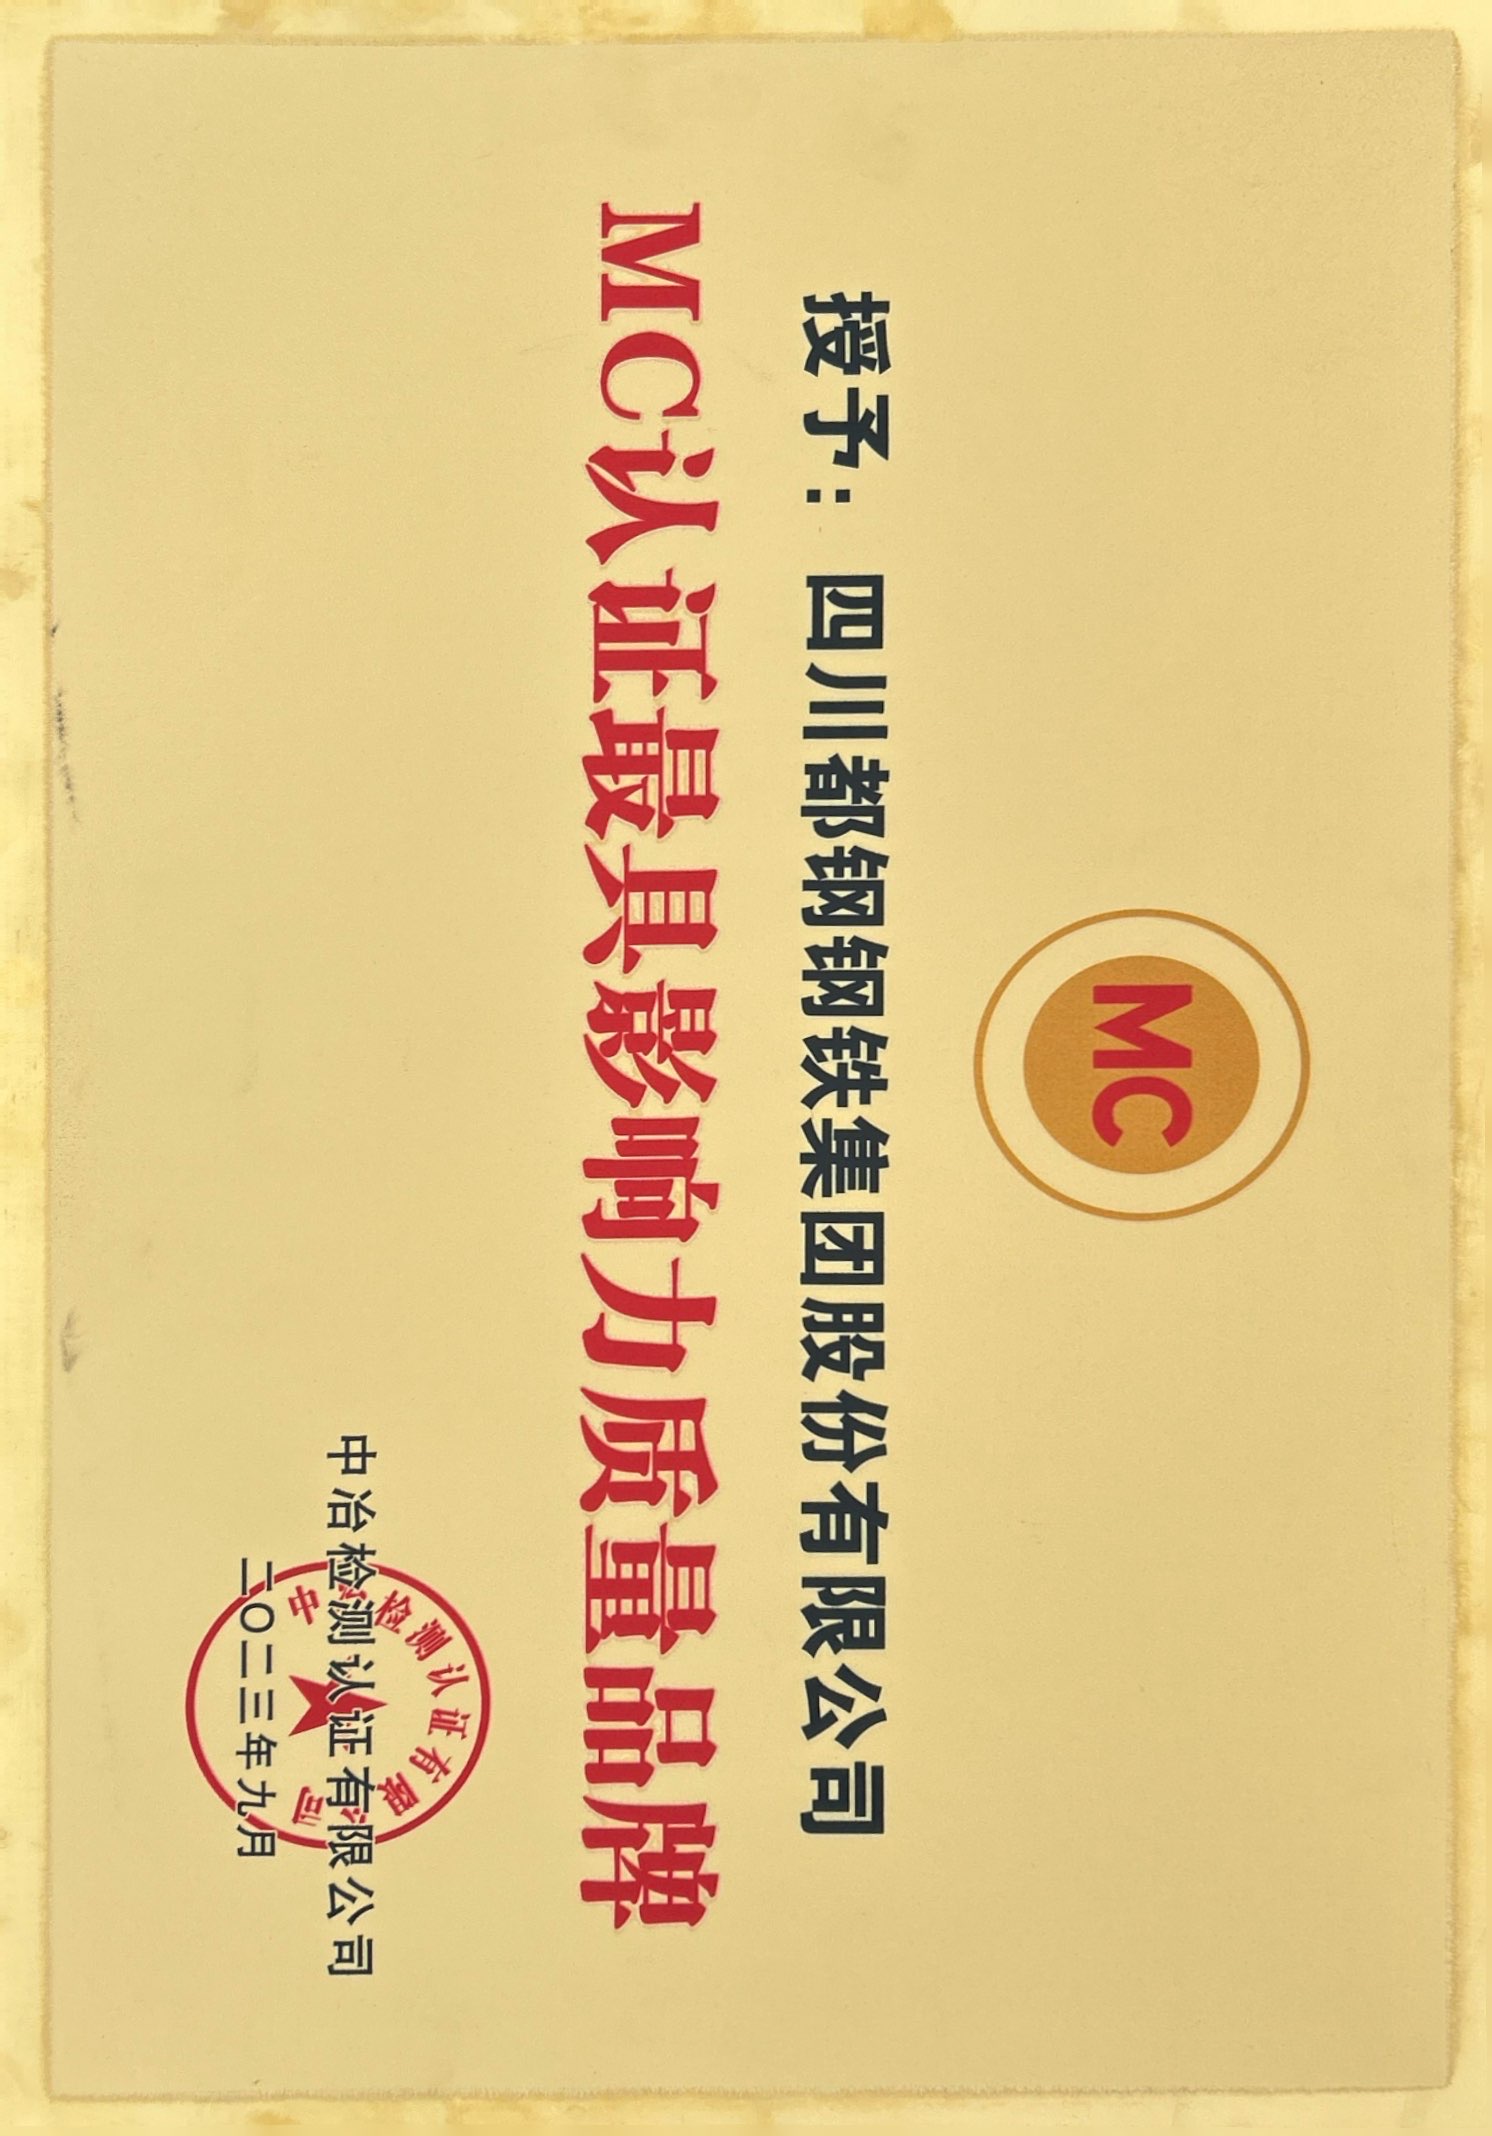 MC
授予：四川都钢钢铁集团股份有限公司
MC认证最具影响力质量品牌
中冶检测认证有限公司
二〇二三年九月
中冶检测认证有限公司